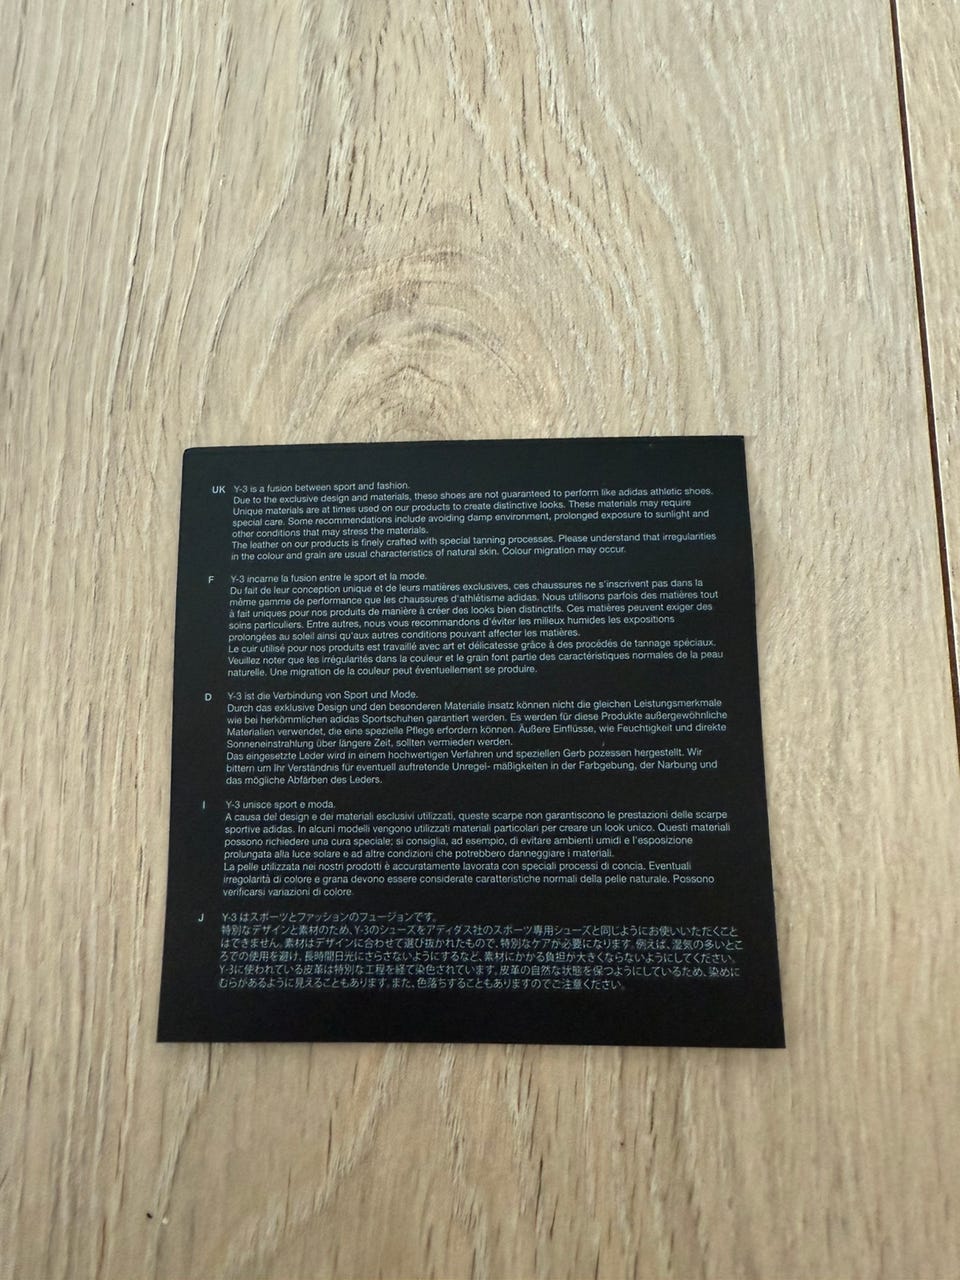 UK Y-3 is a fusion between sport and fashion.
Due to the exclusive design and materials, these shoes are not guaranteed to perform like adidas athletic shoes.
Unique materials are at times used on our products to create distinctive looks. These materials may require
special care. Some recommendations include avoiding damp environment, prolonged exposure to sunlight and
other conditions that may stress the materials.
The leather on our products is finely crafted with special tanning processes. Please understand that irregularities
in the colour and grain are usual characteristics of natural skin. Colour migration may occur.
F Y-3 incarne la fusion entre le sport et la mode.
Du fait de leur conception unique et de leurs matières exclusives, ces chaussures ne s'inscrivent pas dans la
même gamme de performance que les chaussures d'athlétisme adidas. Nous utilisons parfois des matières tout
à fait uniques pour nos produits de manière à créer des looks bien distinctifs. Ces matières peuvent exiger des
soins particuliers. Entre autres, nous vous recommandons d'éviter les milieux humides les expositions
prolongées au soleil ainsi qu'aux autres conditions pouvant affecter les matières.
Le cuir utilisé pour nos produits est travaillé avec art et délicatesse grâce à des procédés de tannage spéciaux.
Veuillez noter que les irrégularités dans la couleur et le grain font partie des caractéristiques normales de la peau
naturelle. Une migration de la couleur peut éventuellement se produire.
D Y-3 ist die Verbindung von Sport und Mode.
Durch das exklusive Design und den besonderen Materiale insatz können nicht die gleichen Leistungsmerkmale
wie bei herkömmlichen adidas Sportschuhen garantiert werden. Es werden für diese Produkte außergewöhnliche
Materialien verwendet, die eine spezielle Pflege erfordern können. Äußere Einflüsse, wie Feuchtigkeit und direkte
Sonneneinstrahlung über längere Zeit, sollten vermieden werden.
Das eingesetzte Leder wird in einem hochwertigen Verfahren und speziellen Gerb pozessen hergestellt. Wir
bittern um Ihr Verständnis für eventuell auftretende Unregel- mäßigkeiten in der Farbgebung, der Narbung und
das mögliche Abfärben des Leders.
I Y-3 unisce sport e moda.
A causa del design e dei materiali esclusivi utilizzati, queste scarpe non garantiscono le prestazioni delle scarpe
sportive adidas. In alcuni modelli vengono utilizzati materiali particolari per creare un look unico. Questi materiali
possono richiedere una cura speciale; si consiglia, ad esempio, di evitare ambienti umidi e l'esposizione
prolungata alla luce solare e ad altre condizioni che potrebbero danneggiare i materiali.
La pelle utilizzata nei nostri prodotti è accuratamente lavorata con speciali processi di concia. Eventuali
irregolarità di colore e grana devono essere considerate caratteristiche normali della pelle naturale. Possono
verificarsi variazioni di colore.
J Y-3 はスポーツとファッションのフュージョンです。
特別なデザインと素材のため、Y-3のシューズをアディダス社のスポーツ専用シューズと同じようにお使いいただくこと
はできません。素材はデザインに合わせて選び抜かれたもので、特別なケアが必要になります。例えば、湿気の多いとこ
ろでの使用を避け、長時間日光にさらさないようにするなど、素材にかかる負担が大きくならないようにしてください。
Y-3に使われている皮革は特別な工程を経て染色されています。皮革の自然な状態を保つようにしているため、染めに
むらがあるように見えることもあります。また、色落ちすることもありますのでご注意ください。